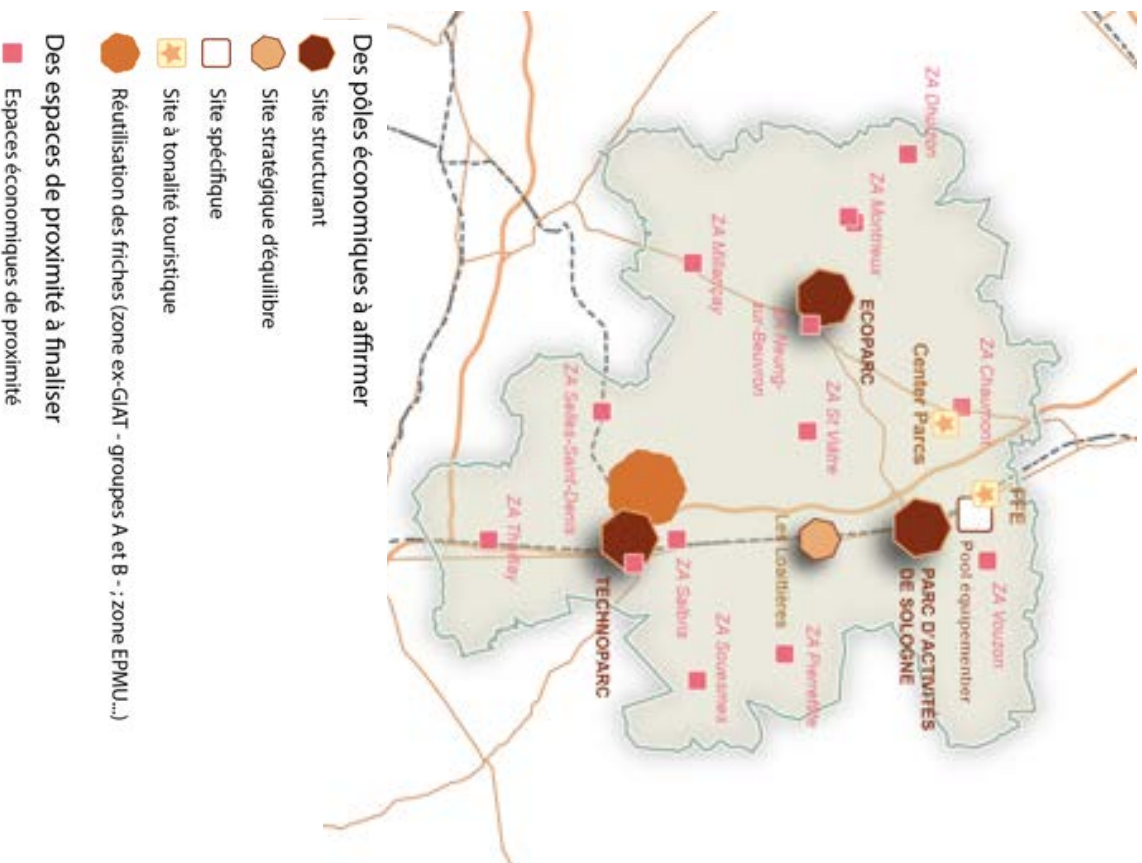 ZA Dhuizon
ZA Montrieux
ZA Millançay
ECOPARC
ZA Neung-
sur-Beuvron
Center Parcs
ZA Chaumont
ZA St Viâtre
FFE
Pool équipementier
ZA Vouzon
PARC D'ACTIVITÉS
DE SOLOGNE
Les Loaittières
ZA Pierrefitte
ZA Selles-Saint-Denis
ZA Salbris
ZA Souesmes
TECHNOPARC
ZA Theillay
Des pôles économiques à affirmer
Site structurant
Site stratégique d'équilibre
Site spécifique
Site à tonalité touristique
Réutilisation des friches (zone ex-GIAT - groupes A et B - ; zone EPMU...)
Des espaces de proximité à finaliser
Espaces économiques de proximité